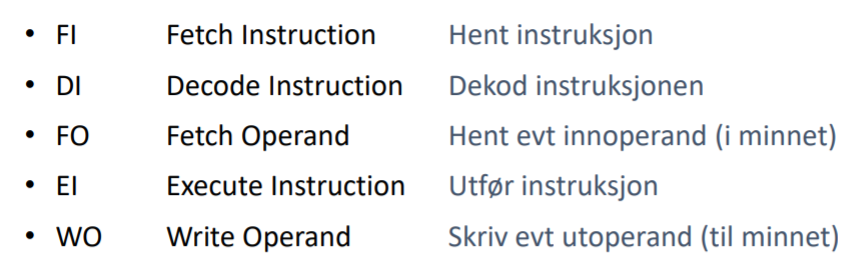 • FI Fetch Instruction Hent instruksjon
• DI Decode Instruction Dekod instruksjonen
• FO Fetch Operand Hent evt innoperand (i minnet)
• EI Execute Instruction Utfør instruksjon
• WO Write Operand Skriv evt utoperand (til minnet)